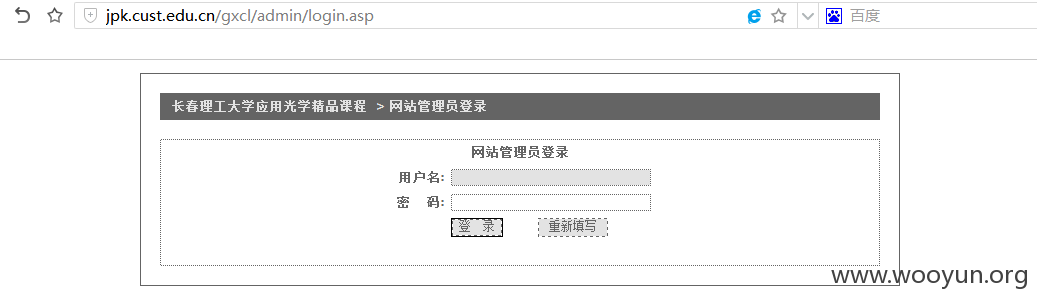 jpk.cust.edu.cn/gxcl/admin/login.asp 百度
长春理工大学应用光学精品课程 > 网站管理员登录
网站管理员登录
用户名:
密 码:
登 录 重新填写
www.wooyun.org